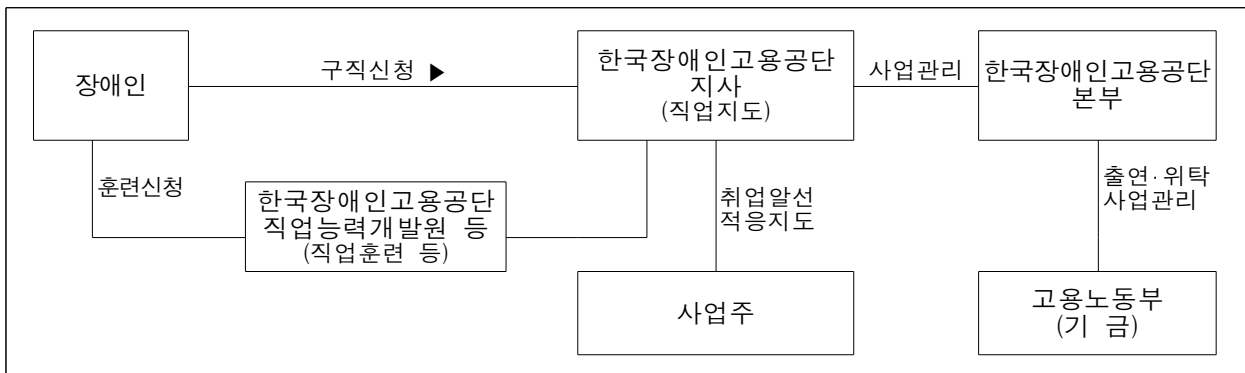 장애인
구직신청 ▶
한국장애인고용공단
지사
(직업지도)
사업관리
한국장애인고용공단
본부
훈련신청
한국장애인고용공단
직업능력개발원 등
(직업훈련 등)
취업알선
적응지도
출연·위탁
사업관리
사업주
고용노동부
(기 금)